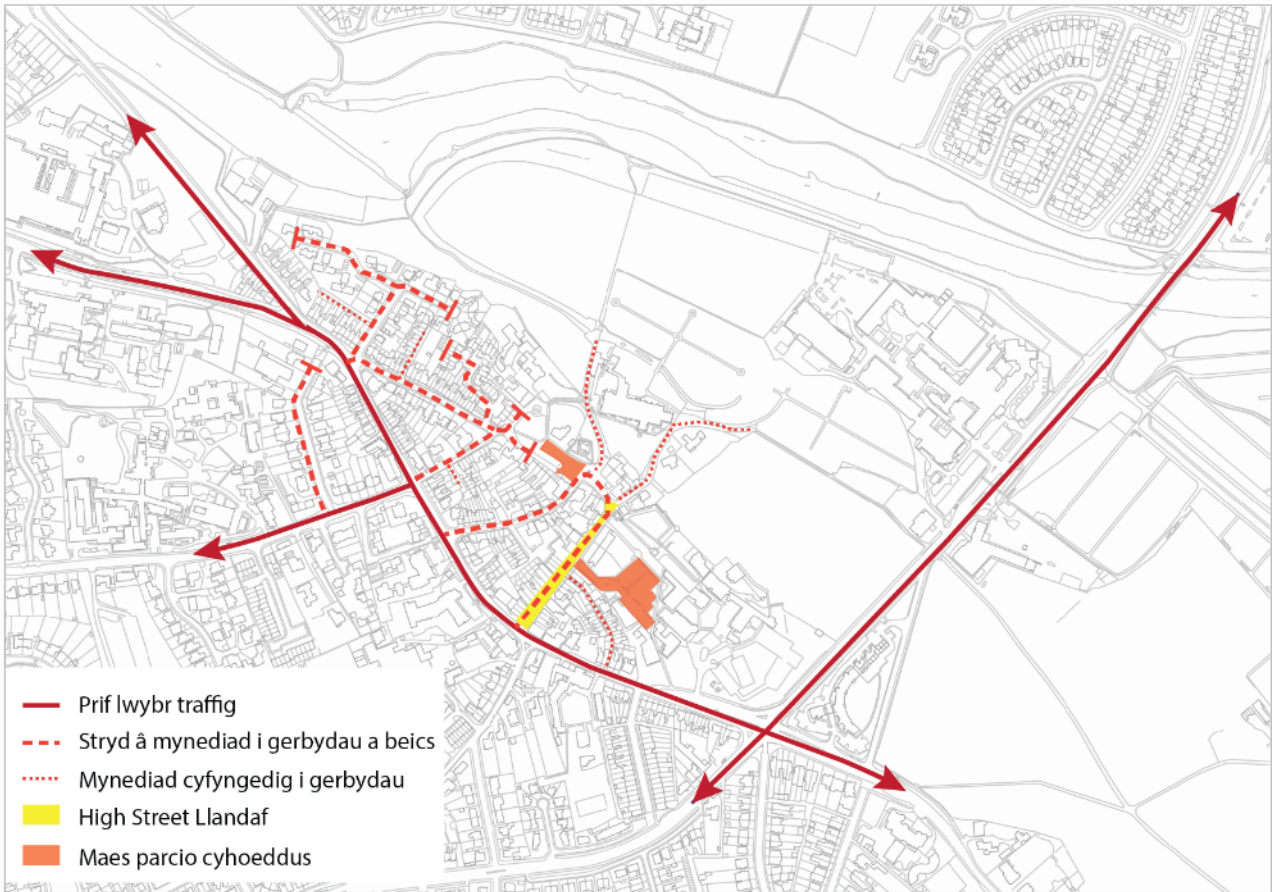 Prif lwybr traffig
Stryd â mynediad i gerbydau a beics
Mynediad cyfyngedig i gerbydau
High Street Llandaf
Maes parcio cyhoeddus